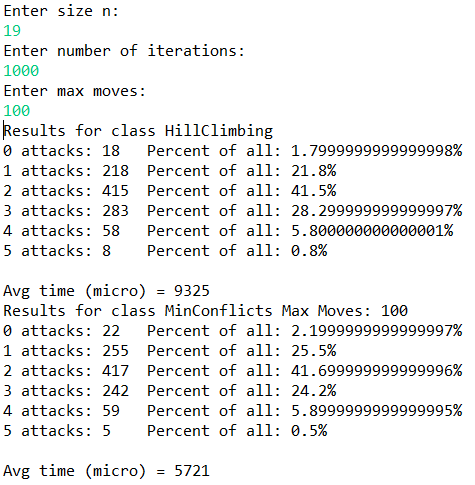 Enter size n:
19
Enter number of iterations:
1000
Enter max moves:
100
Results for class HillClimbing
0 attacks: 18 Percent of all: 1.7999999999999998%
1 attacks: 218 Percent of all: 21.8%
2 attacks: 415 Percent of all: 41.5%
3 attacks: 283 Percent of all: 28.299999999999997%
4 attacks: 58 Percent of all: 5.800000000000001%
5 attacks: 8 Percent of all: 0.8%
Avg time (micro) = 9325
Results for class MinConflicts Max Moves: 100
0 attacks: 22 Percent of all: 2.1999999999999997%
1 attacks: 255 Percent of all: 25.5%
2 attacks: 417 Percent of all: 41.699999999999996%
3 attacks: 242 Percent of all: 24.2%
4 attacks: 59 Percent of all: 5.8999999999999995%
5 attacks: 5 Percent of all: 0.5%
Avg time (micro) = 5721